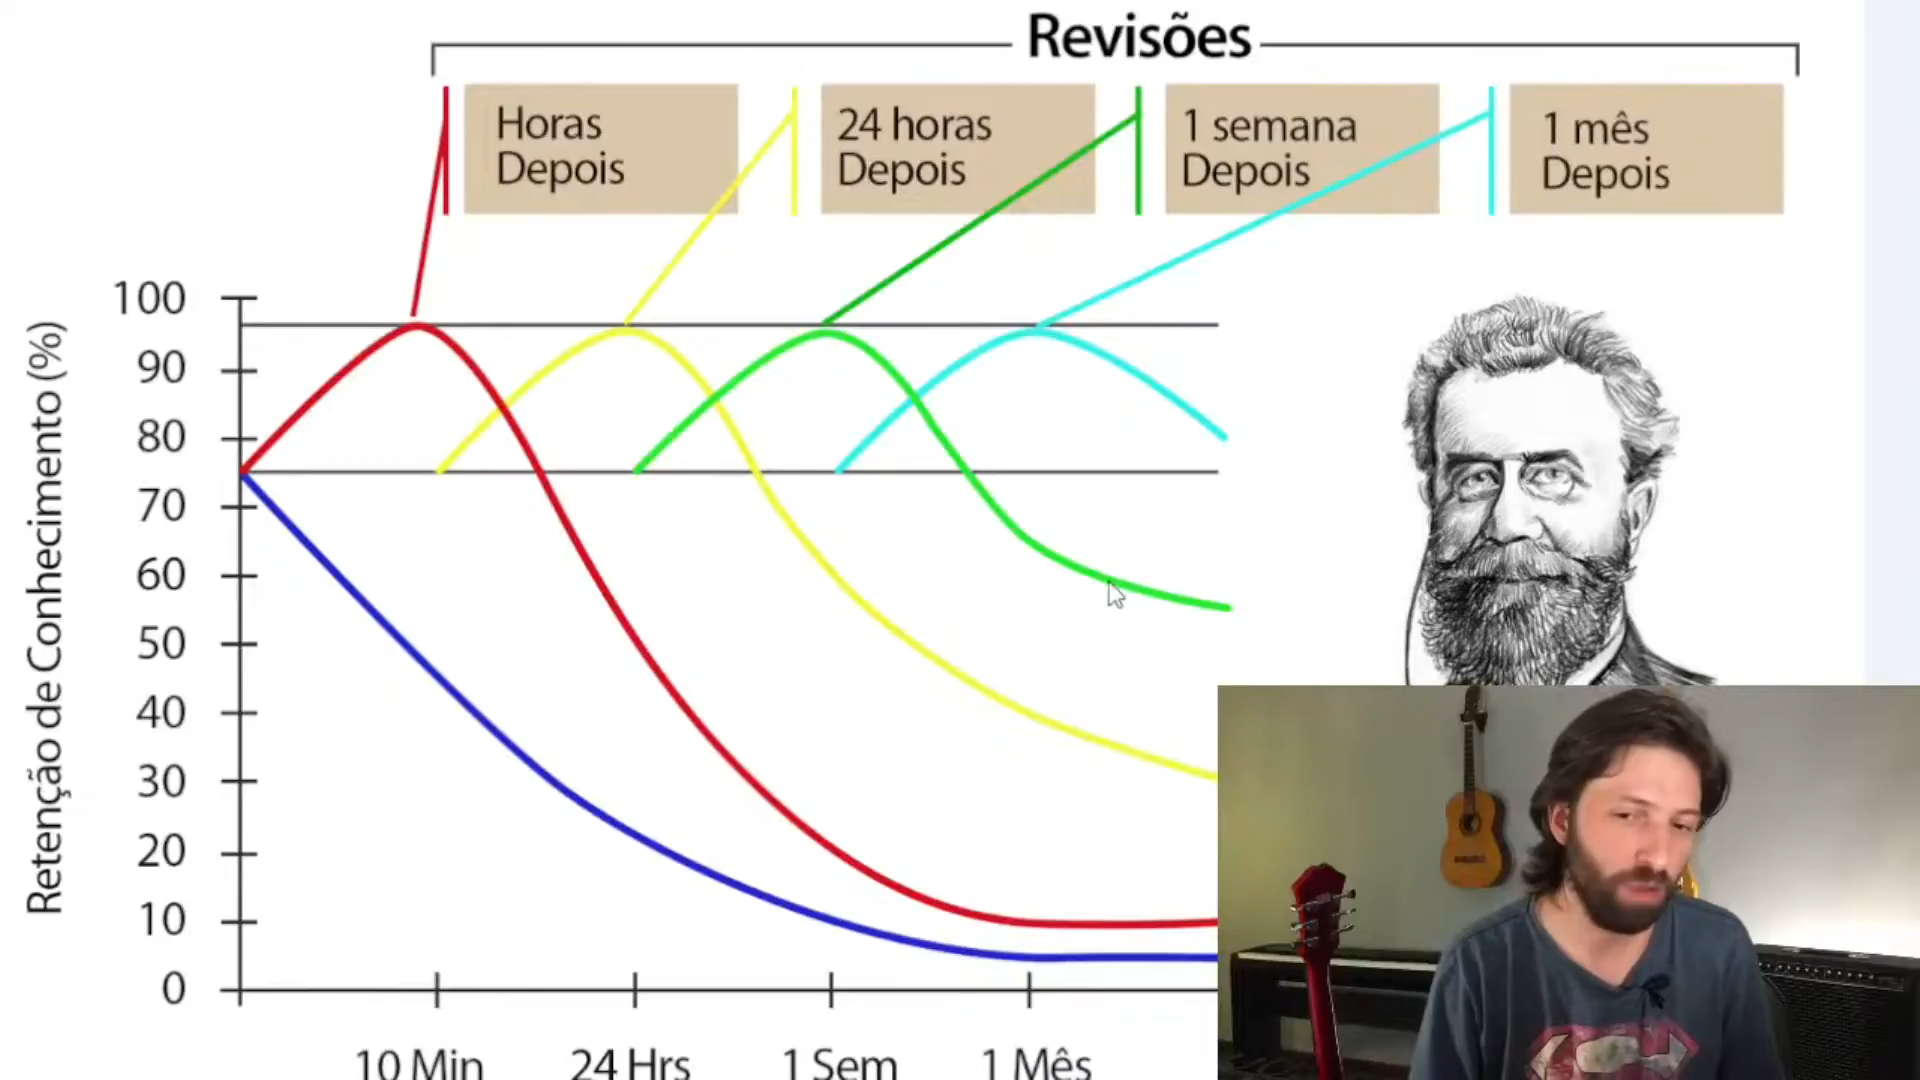 Revisões
Horas
Depois
24 horas
Depois
1 semana
Depois
1 mês
Depois
Retenção de Conhecimento (%)
100
90
80
70
60
50
40
30
20
10
0
10 Min
24 Hrs
1 Sem
1 Mês